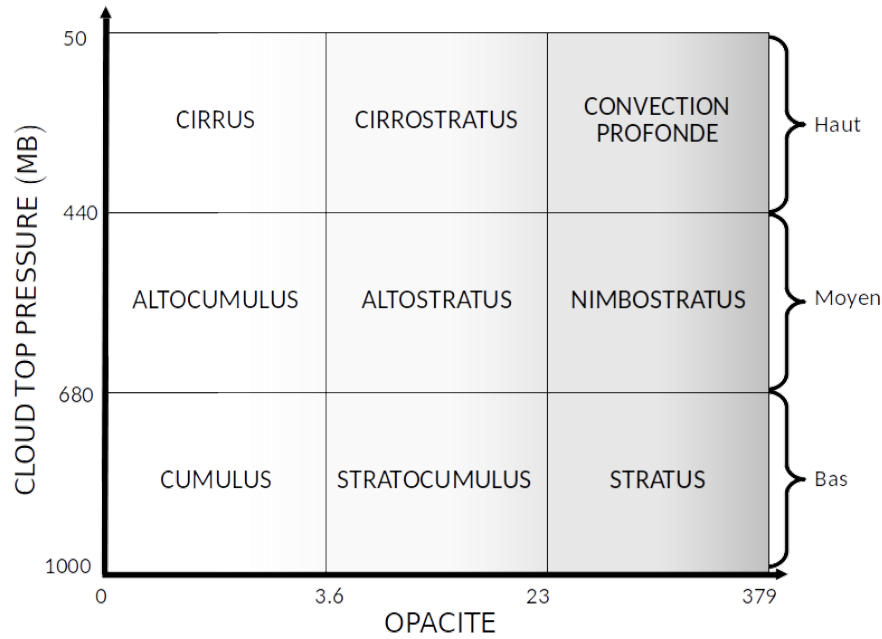 50
CIRRUS
CIRROSTRATUS
CONVECTION
PROFONDE
Haut
CLOUD TOP PRESSURE (MB)
440
ALTOCUMULUS
ALTOSTRATUS
NIMBOSTRATUS
Moyen
680
CUMULUS
STRATOCUMULUS
STRATUS
Bas
1000
0
3.6
23
379
OPACITE